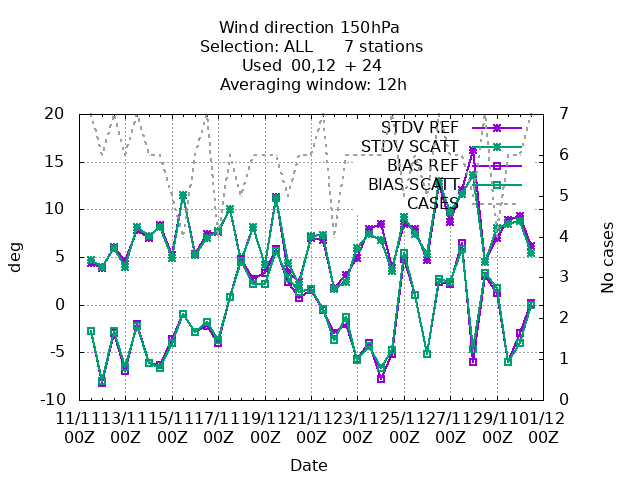 Wind direction 150hPa
Selection: ALL 7 stations
Used 00,12 + 24
Averaging window: 12h
20
15
10
5
0
-5
-10
7
6
5
4
3
2
1
0
deg
No cases
STDV REF
STDV SCATT
BIAS REF
BIAS SCATT
CASES
11/11 13/11 15/11 17/11 19/11 21/11 23/11 25/11 27/11 29/11 01/12
00Z 00Z 00Z 00Z 00Z 00Z 00Z 00Z 00Z 00Z 00Z
Date